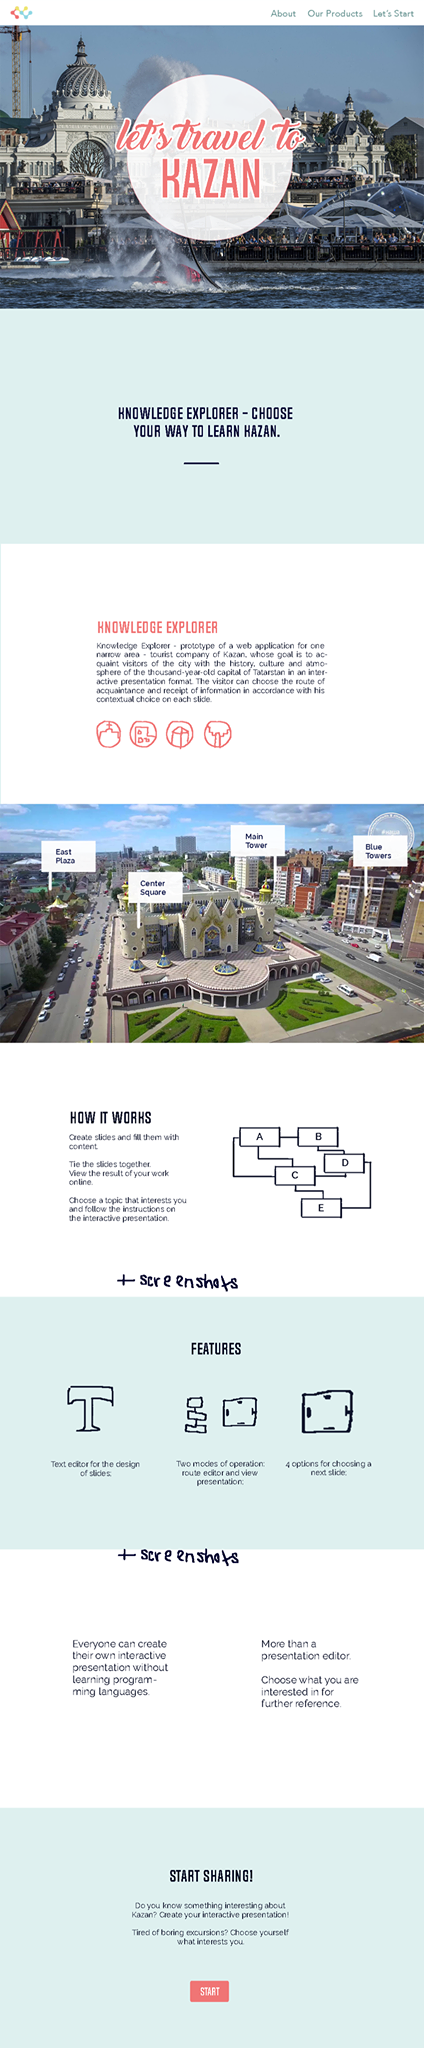 About Our Products Let's Start
let's travel to
KAZAN
KNOWLEDGE EXPLORER – CHOOSE
YOUR WAY TO LEARN KAZAN.
KNOWLEDGE EXPLORER
Knowledge Explorer - prototype of a web application for one
narrow area - tourist company of Kazan, whose goal is to ac-
quaint visitors of the city with the history, culture and atmo-
sphere of the thousand-year-old capital of Tatarstan in an inter-
active presentation format. The visitor can choose the route of
acquaintance and receipt of information in accordance with his
contextual choice on each slide.
East
Plaza
Center
Square
Main
Tower
Blue
Towers
HOW IT WORKS
Create slides and fill them with
content.
Tie the slides together.
View the result of your work
online.
Choose a topic that interests you
and follow the instructions on
the interactive presentation.
A
B
C
D
E
+ screenshots
FEATURES
T
Text editor for the design
of slides;
Two modes of operation:
route editor and view
presentation;
4 options for choosing a
next slide;
+ screenshots
Everyone can create
their own interactive
presentation without
learning program-
ming languages.
More than a
presentation editor.
Choose what you are
interested in for
further reference.
START SHARING!
Do you know something interesting about
Kazan? Create your interactive presentation!
Tired of boring excursions? Choose yourself
what interests you.
START